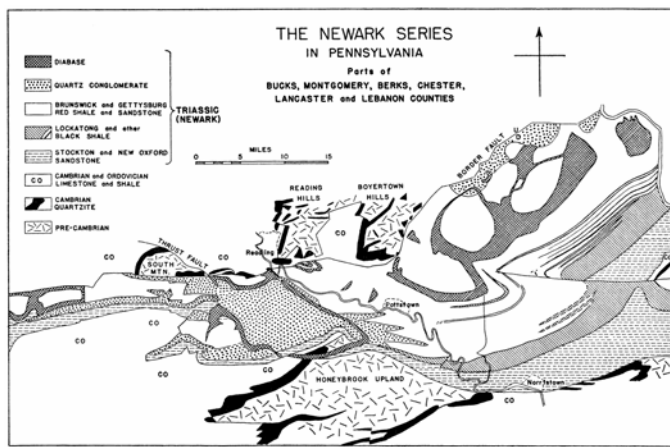 THE NEWARK SERIES
IN PENNSYLVANIA
Parts of
BUCKS, MONTGOMERY, BERKS, CHESTER,
LANCASTER and LEBANON COUNTIES
DIABASE
QUARTZ CONGLOMERATE
BRUNSWICK and GETTYSBURG
RED SHALE and SANDSTONE
LOCKATONG and other
BLACK SHALE
STOCKTON and NEW OXFORD
SANDSTONE
TRIASSIC
(NEWARK)
CO
CAMBRIAN and ORDOVICIAN
LIMESTONE and SHALE
CAMBRIAN
QUARTZITE
PRE-CAMBRIAN
MILES
0 5 10 15
BORDER FAULT
CO
READING
HILLS
BOYERTOWN
HILLS
CO
THRUST FAULT
Reading
CO
SOUTH
MTN.
CO
Pottstown
CO
CO
CO
CO
HONEYBROOK UPLAND
Norristown
CO